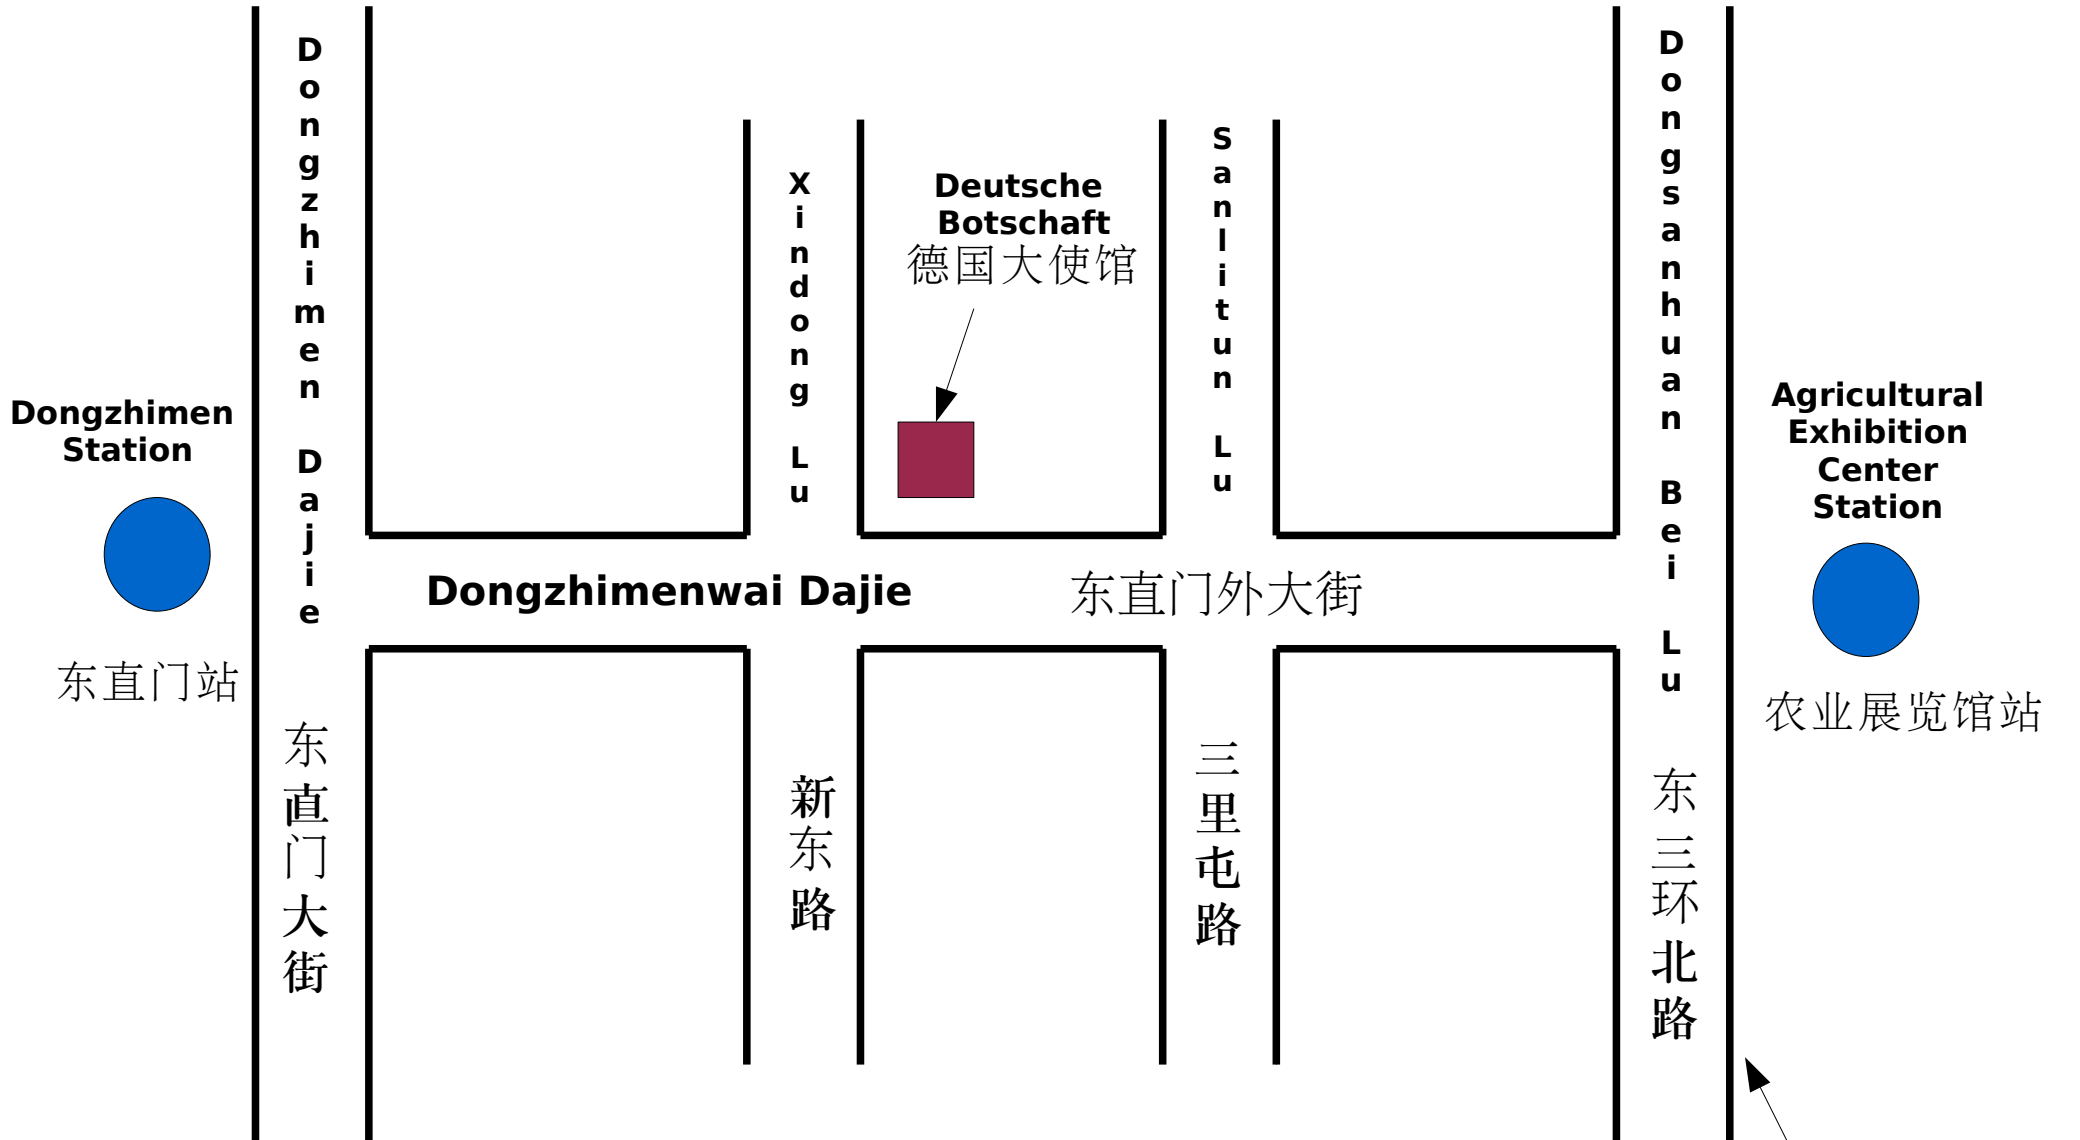 Dongzhimen Dajie
东直门大街
Xindong Lu
新东路
Deutsche
Botschaft
德国大使馆
Sanlitun Lu
三里屯路
Dongsanhuan Bei Lu
东三环北路
Dongzhimen
Station
东直门站
Agricultural
Exhibition
Center
Station
农业展览馆站
Dongzhimenwai Dajie 东直门外大街